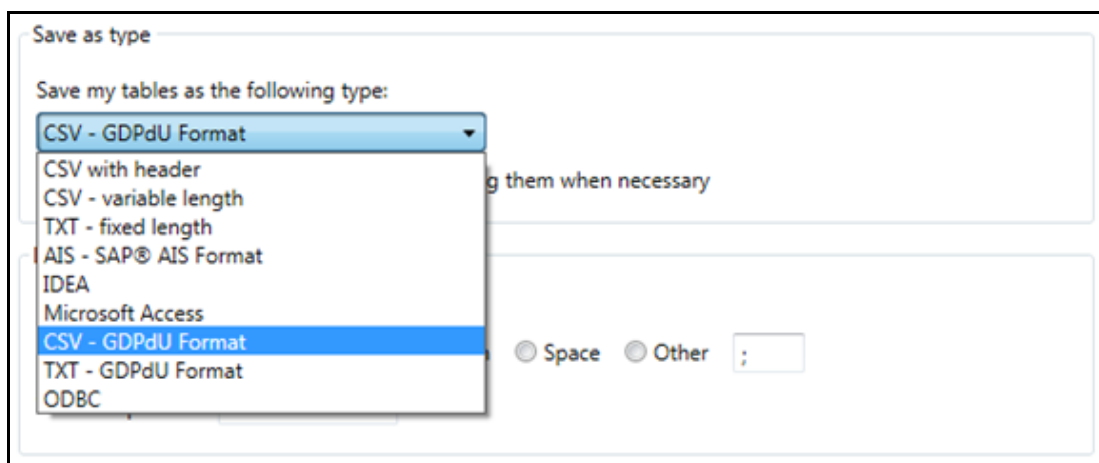 Save as type
Save my tables as the following type:
CSV - GDPdU Format
CSV with header
CSV - variable length
g them when necessary
TXT - fixed length
AIS - SAP® AIS Format
IDEA
Microsoft Access
CSV - GDPdU Format
Space Other ;
TXT - GDPdU Format
ODBC